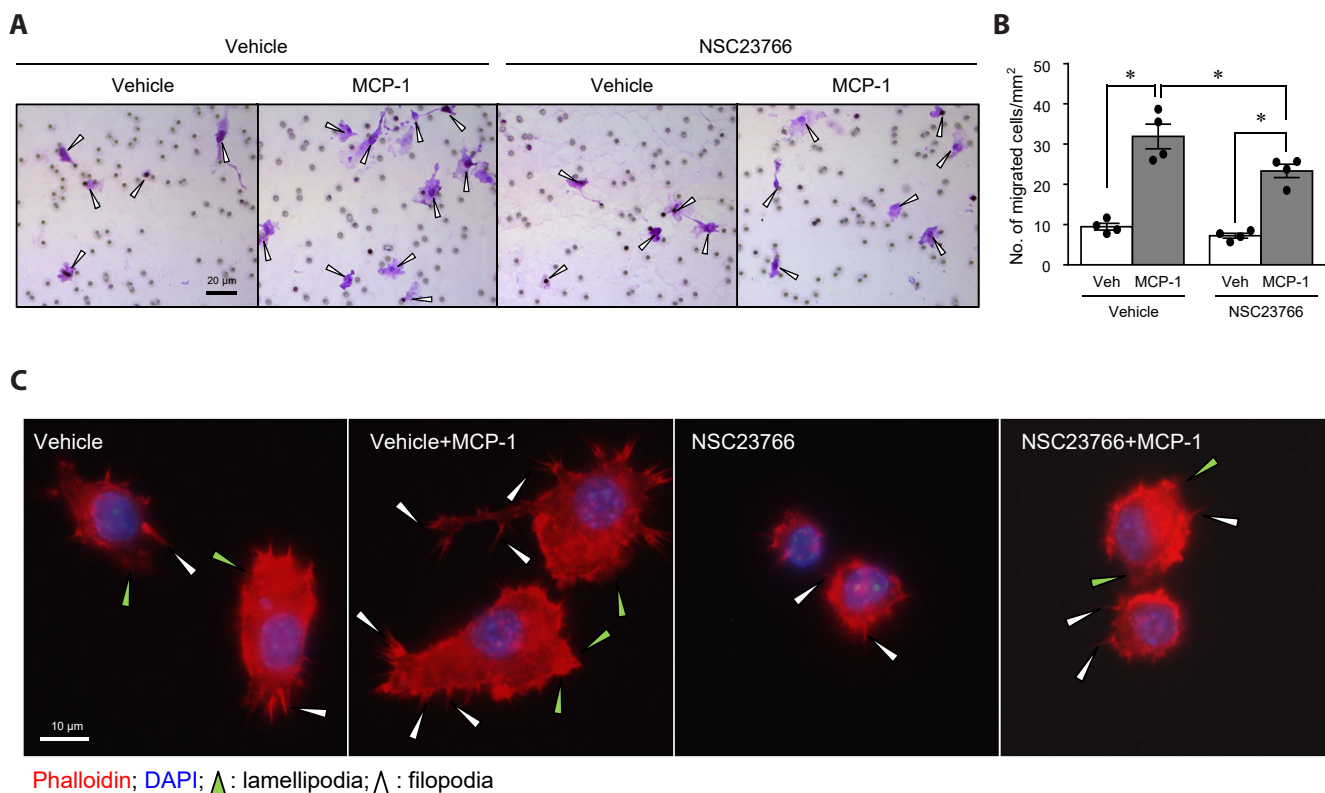 A
Vehicle NSC23766
Vehicle MCP-1 Vehicle MCP-1
20 μm
B
No. of migrated cells/mm²
50
40
30
20
10
0
* * *
Veh MCP-1 Veh MCP-1
Vehicle NSC23766
C
Vehicle Vehicle+MCP-1 NSC23766 NSC23766+MCP-1
10 μm
Phalloidin; DAPI; : lamellipodia; : filopodia